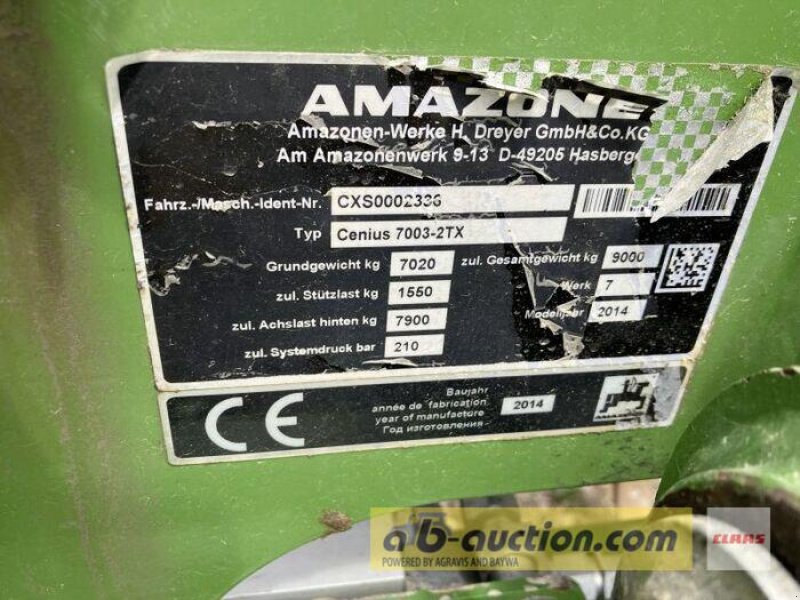 AMAZONE
Amazonen-Werke H. Dreyer GmbH&Co.KG
Am Amazonenwerk 9-13 D-49205 Hasberge
Fahrz.-/Masch.-Ident-Nr. CXS0002336
Typ Cenius 7003-2TX
Grundgewicht kg 7020 zul. Gesamtgewicht kg 9000
zul. Stützlast kg 1550 Werk 7
zul. Achslast hinten kg 7900 Modelljahr 2014
zul. Systemdruck bar 210
CE
Baujahr
année de fabrication 2014
year of manufacture
Год изготовления
AMAZONE
ab-auction.com
POWERED BY AGRAVIS AND BAYWA
CLAAS